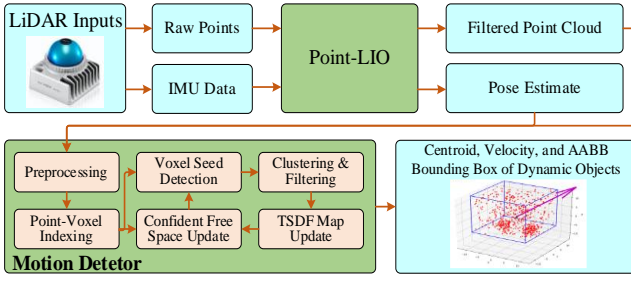 LiDAR Inputs
Raw Points
IMU Data
Point-LIO
Filtered Point Cloud
Pose Estimate
Preprocessing
Point-Voxel
Indexing
Voxel Seed
Detection
Confident Free
Space Update
Clustering &
Filtering
TSDF Map
Update
Motion Detetor
Centroid, Velocity, and AABB
Bounding Box of Dynamic Objects